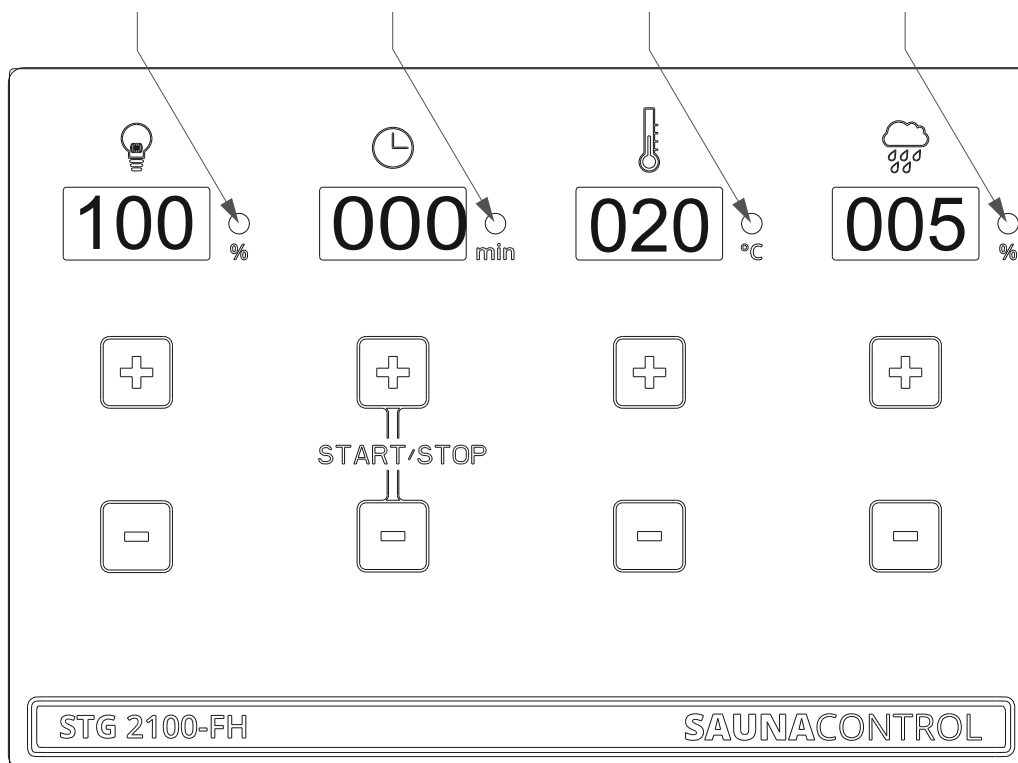 100 % 000 min 020 °C 005 %
+ + + +
START/STOP
- - - -
STG 2100-FH SAUNACONTROL